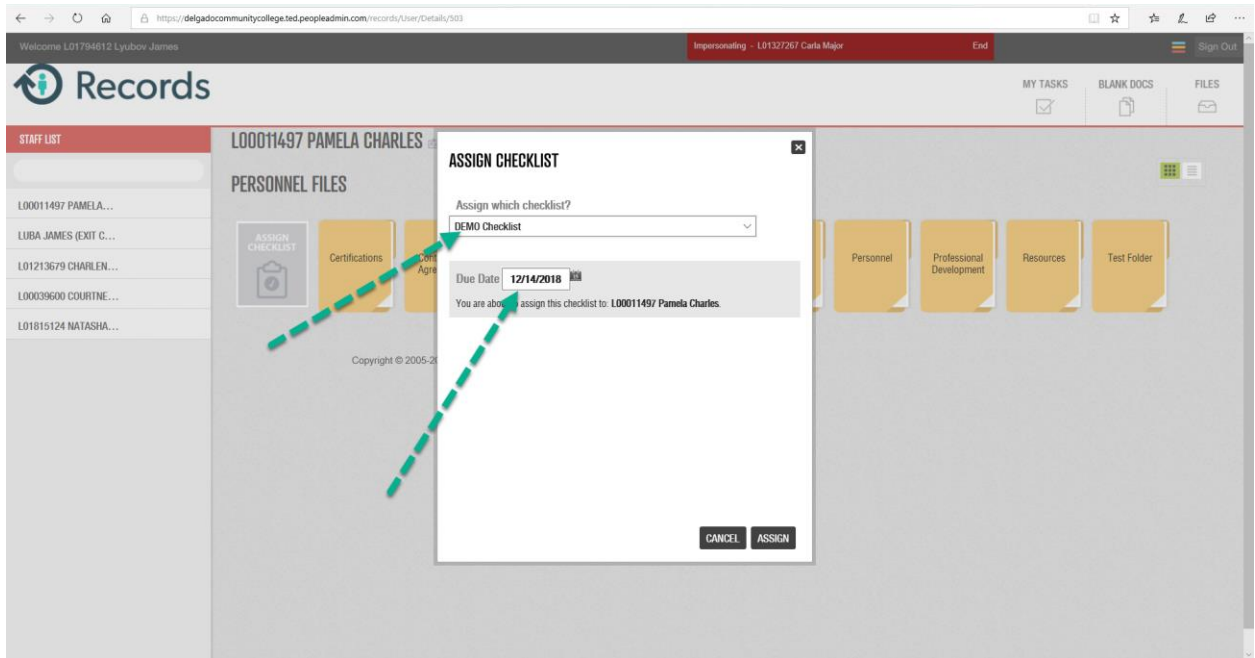 https://delgadocommunitycollege.ted.peopleadmin.com/records/User/Details/503
Welcome L01794612 Lyubov James
Impersonating - L01327267 Carla Major End
Sign Out
Records
MY TASKS
BLANK DOCS
FILES
STAFF LIST
L00011497 PAMELA...
LUBA JAMES (EXIT C...
L01213679 CHARLEN...
L00039600 COURTNE...
L01815124 NATASHA...
L00011497 PAMELA CHARLES
PERSONNEL FILES
ASSIGN
CHECKLIST
Certifications
Personnel
Professional
Development
Resources
Test Folder
Copyright © 2005-
ASSIGN CHECKLIST
Assign which checklist?
DEMO Checklist
Due Date 12/14/2018
You are assign this checklist to: L00011497 Pamela Charles.
CANCEL ASSIGN